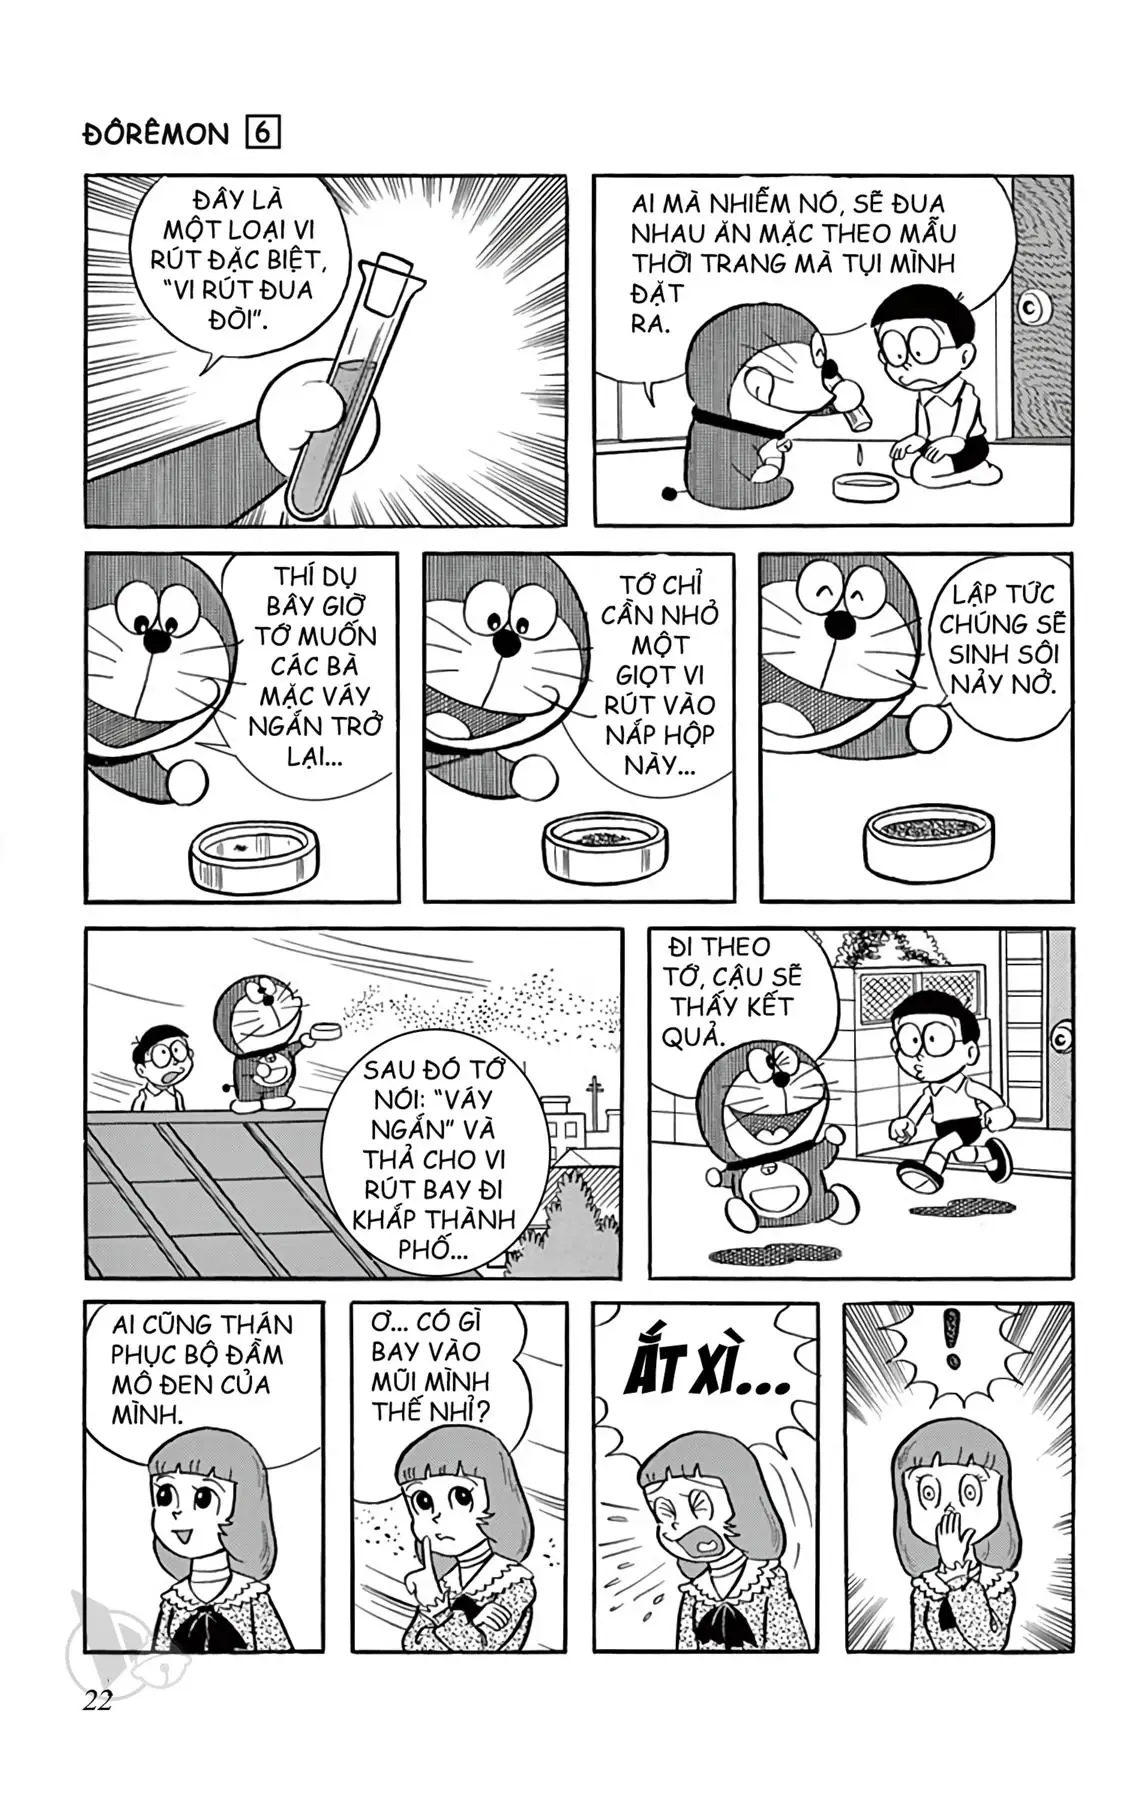 ĐÔRÊMON 6
ĐÂY LÀ
MỘT LOẠI VI
RÚT ĐẶC BIỆT,
“VI RÚT ĐUA
ĐÒI”.
AI MÀ NHIỄM NÓ, SẼ ĐUA
NHAU ĂN MẶC THEO MẪU
THỜI TRANG MÀ TỤI MÌNH
ĐẶT
RA.
THÍ DỤ
BÂY GIỜ
TỚ MUỐN
CÁC BÀ
MẶC VÁY
NGẮN TRỞ
LẠI...
TỚ CHỈ
CẦN NHỎ
MỘT
GIỌT VI
RÚT VÀO
NẮP HỘP
NÀY...
LẬP TỨC
CHÚNG SẼ
SINH SÔI
NẢY NỞ.
SAU ĐÓ TỚ
NÓI: “VÁY
NGẮN” VÀ
THẢ CHO VI
RÚT BAY ĐI
KHẮP THÀNH
PHỐ...
ĐI THEO
TỚ, CẬU SẼ
THẤY KẾT
QUẢ.
AI CŨNG THÁN
PHỤC BỘ ĐẦM
MÔ ĐEN CỦA
MÌNH.
Ơ... CÓ GÌ
BAY VÀO
MŨI MÌNH
THẾ NHỈ?
ẮT XÌ...
!
22